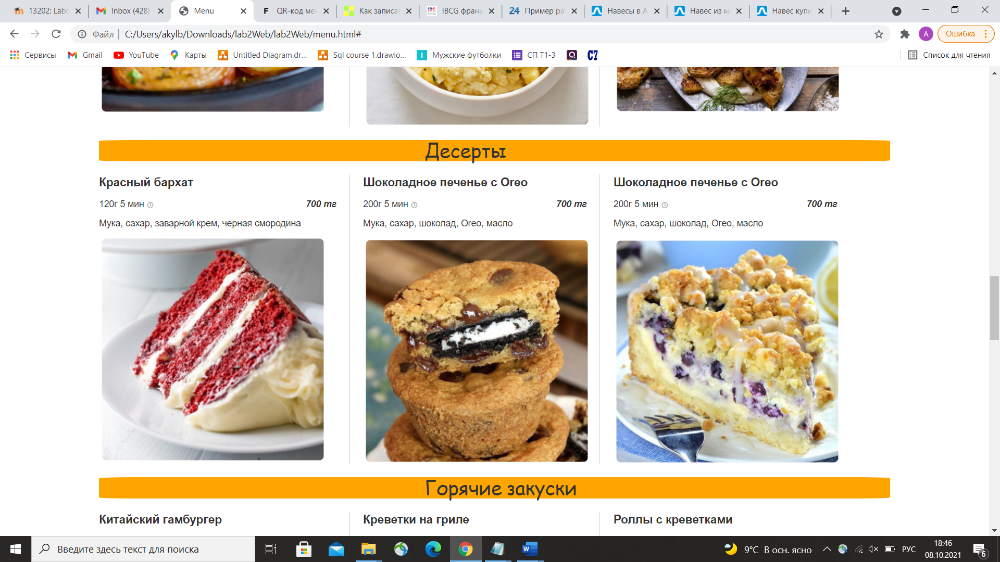 13202: Labo
Inbox (428)
Menu
QR-код мен
Как записат
IBCG франц
Пример ра
Навесы в А
Навес из м
Навес купи
Файл | C:/Users/akylb/Downloads/lab2Web/lab2Web/menu.html#
A
Ошибка
Сервисы
Gmail
YouTube
Карты
Untitled Diagram.dr...
Sql course 1.drawio...
Мужские футболки
СП Т1-3
Список для чтения
Десерты
Красный бархат
120г 5 мин 700 тг
Мука, сахар, заварной крем, черная смородина
Шоколадное печенье с Oreo
200г 5 мин 700 тг
Мука, сахар, шоколад, Oreo, масло
Шоколадное печенье с Oreo
200г 5 мин 700 тг
Мука, сахар, шоколад, Oreo, масло
Горячие закуски
Китайский гамбургер
Креветки на гриле
Роллы с креветками
Введите здесь текст для поиска
9°C В осн. ясно
РУС
18:46
08.10.2021
6